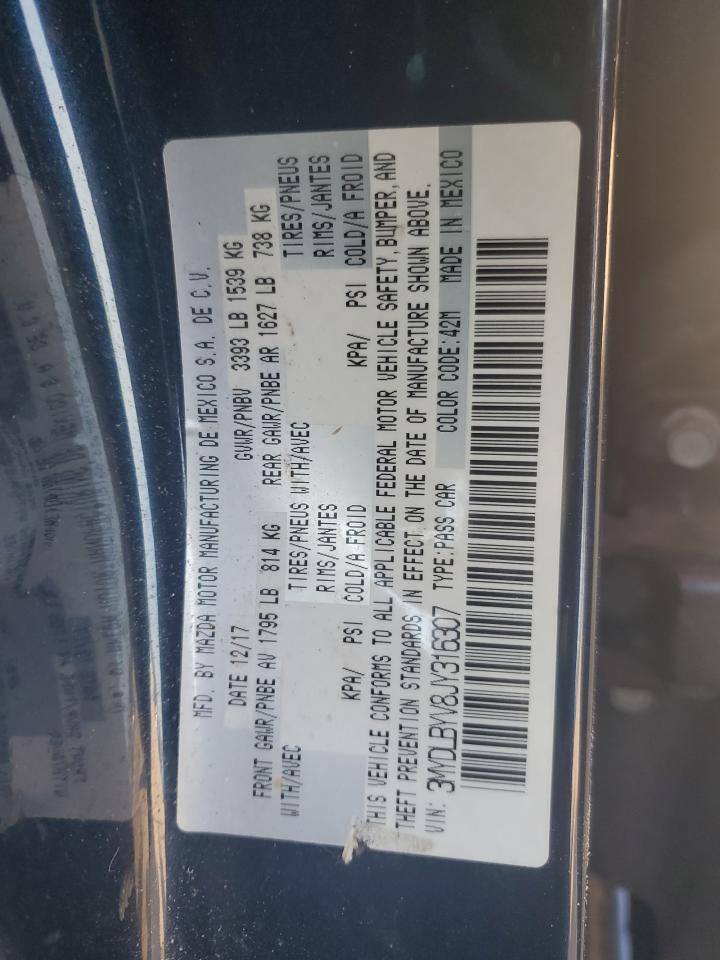 MFD. BY MAZDA MOTOR MANUFACTURING DE MEXICO S.A. DE C.V.
DATE 12/17 GVWR/PNBV 3393 LB 1539 KG
FRONT GAWR/PNBE AV 1795 LB 814 KG REAR GAWR/PNBE AR 1627 LB 738 KG
WITH/AVEC TIRES/PNEUS WITH/AVEC TIRES/PNEUS
RIMS/JANTES RIMS/JANTES
KPA/ PSI COLD/A FROID KPA/ PSI COLD/A FROID
THIS VEHICLE CONFORMS TO ALL APPLICABLE FEDERAL MOTOR VEHICLE SAFETY, BUMPER, AND
THEFT PREVENTION STANDARDS IN EFFECT ON THE DATE OF MANUFACTURE SHOWN ABOVE.
VIN: 3MYDLBYV8JY316307 TYPE:PASS CAR COLOR CODE:42M MADE IN MEXICO